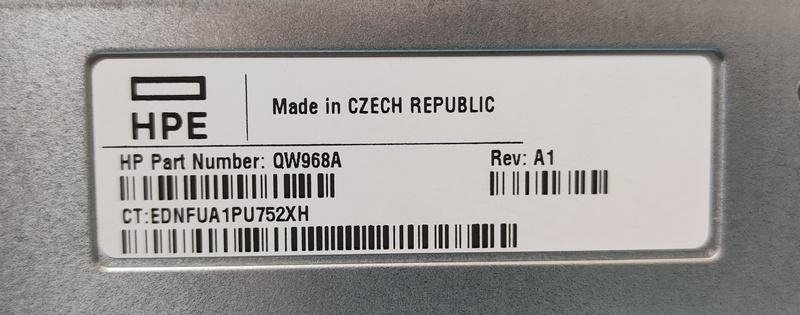 HPE
Made in CZECH REPUBLIC
HP Part Number: QW968A
Rev: A1
CT:EDNFUA1PU752XH